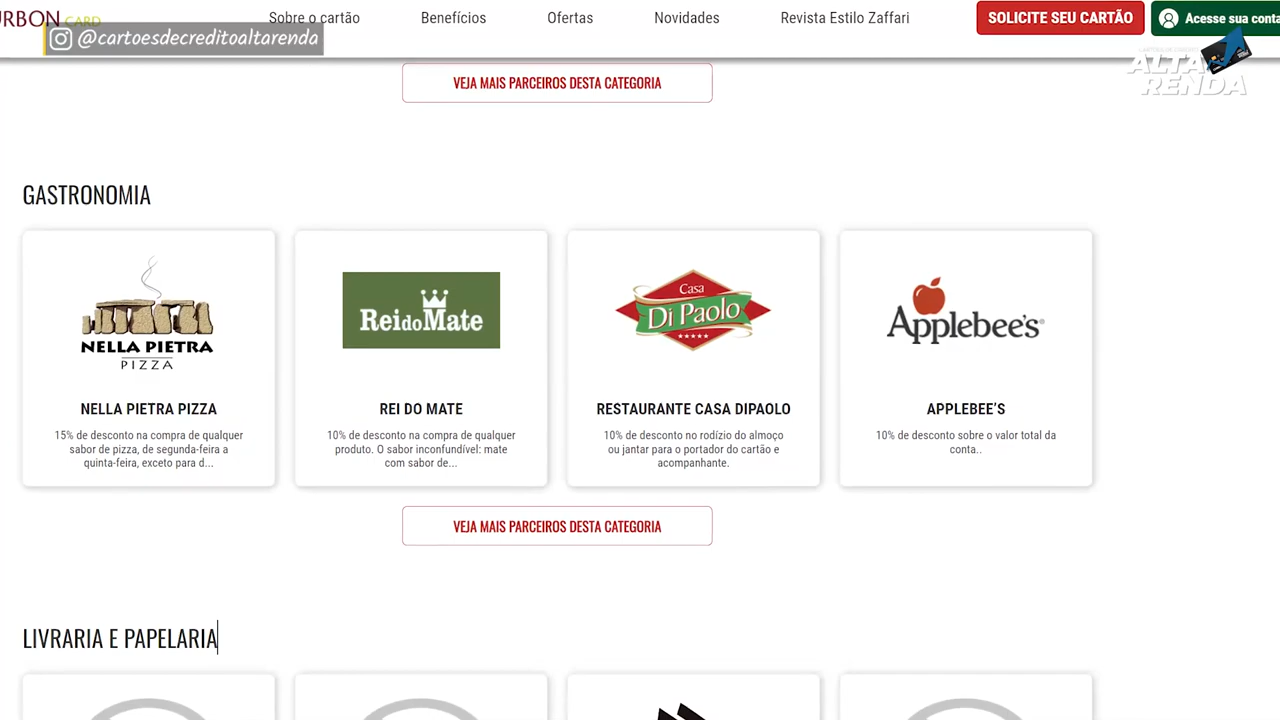 URBON CARD
Sobre o cartão
Benefícios
Ofertas
Novidades
Revista Estilo Zaffari
SOLICITE SEU CARTÃO
Acesse sua conta
@cartoesdecreditoaltarenda
ALTA
RENDA
VEJA MAIS PARCEIROS DESTA CATEGORIA
GASTRONOMIA
NELLA PIETRA
PIZZA
NELLA PIETRA PIZZA
15% de desconto na compra de qualquer
sabor de pizza, de segunda-feira a
quinta-feira, exceto para d...
Rei do Mate
REI DO MATE
10% de desconto na compra de qualquer
produto. O sabor inconfundível: mate
com sabor de...
Casa
Di Paolo
RESTAURANTE CASA DIPAOLO
10% de desconto no rodízio do almoço
ou jantar para o portador do cartão e
acompanhante.
Applebee's®
APPLEBEE'S
10% de desconto sobre o valor total da
conta..
VEJA MAIS PARCEIROS DESTA CATEGORIA
LIVRARIA E PAPELARIA